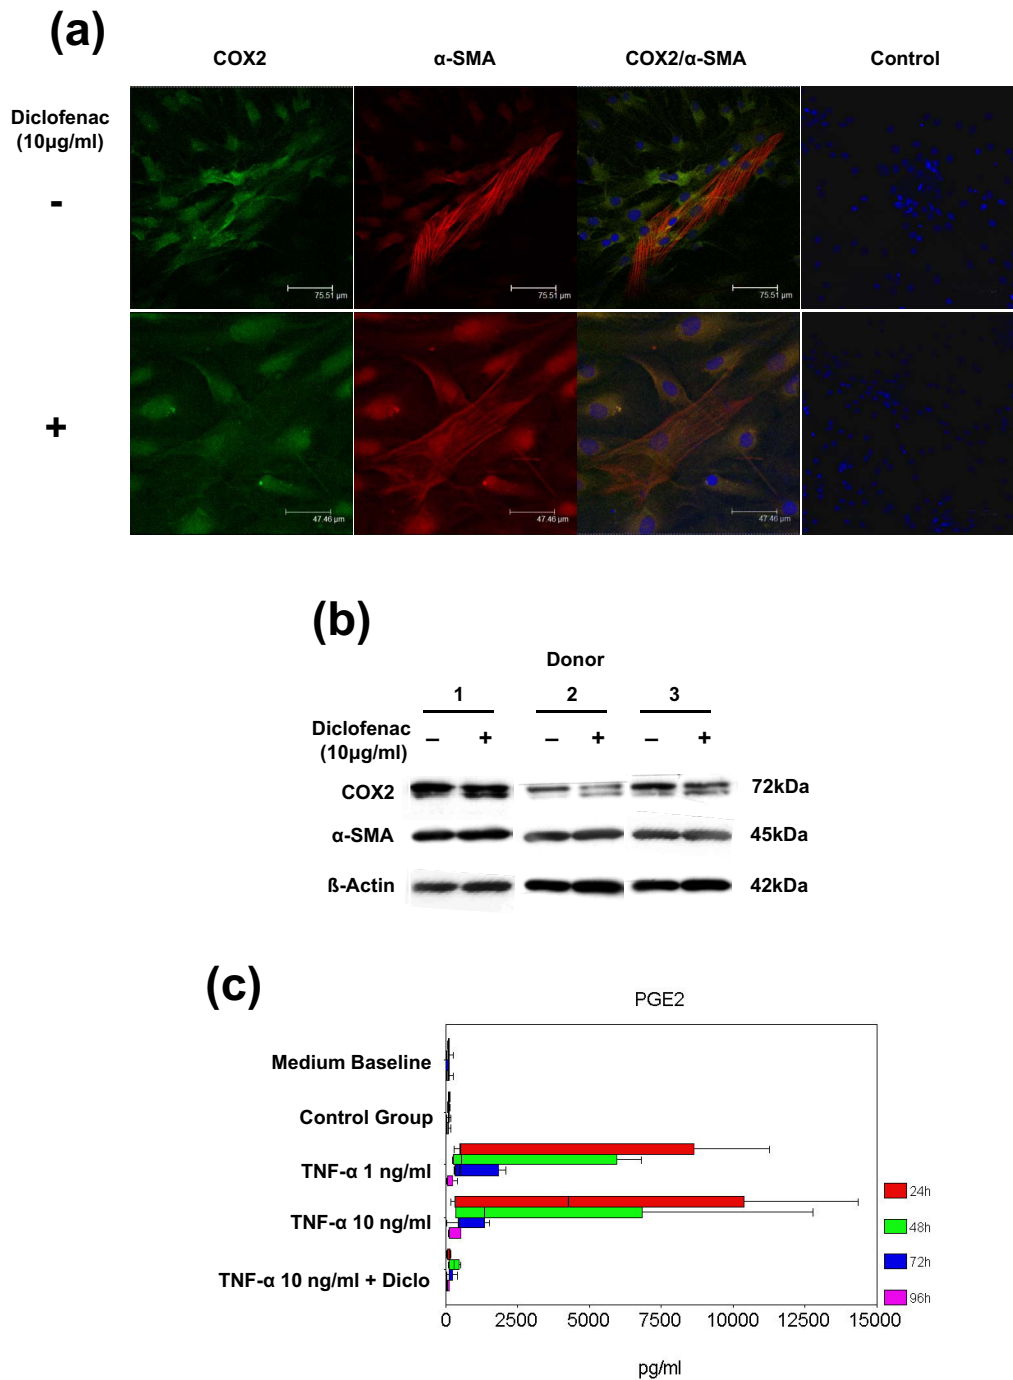 (a)
COX2 α-SMA COX2/α-SMA Control
Diclofenac
(10µg/ml)
-
75.51 µm 75.51 µm 75.51 µm
+
47.46 µm 47.46 µm 47.46 µm
(b)
Donor
1 2 3
Diclofenac
(10µg/ml)
– + – + – +
COX2 72kDa
α-SMA 45kDa
ß-Actin 42kDa
(c)
PGE2
Medium Baseline
Control Group
TNF-α 1 ng/ml
TNF-α 10 ng/ml
TNF-α 10 ng/ml + Diclo
24h
48h
72h
96h
0 2500 5000 7500 10000 12500 15000
pg/ml